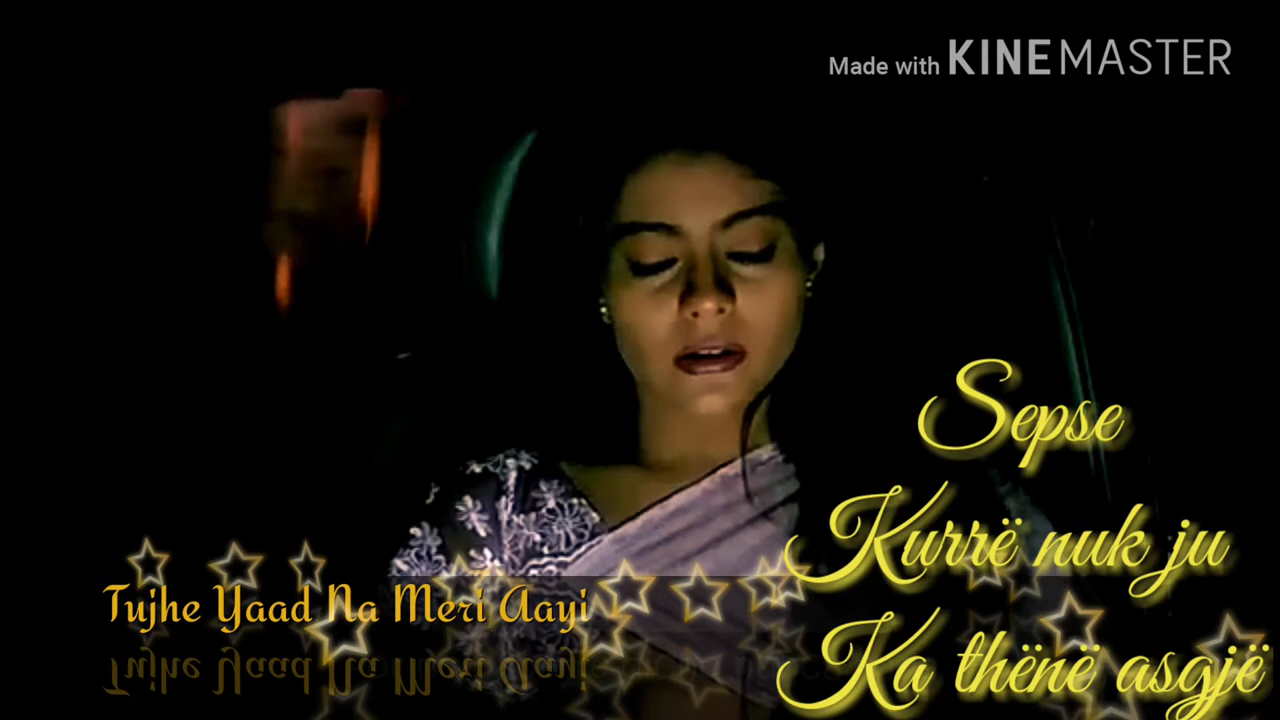 Made with KINEMASTER
Sepse
Kurrë nuk ju
Tujhe Yaad Na Meri Aayi
Ka thënë asgjë